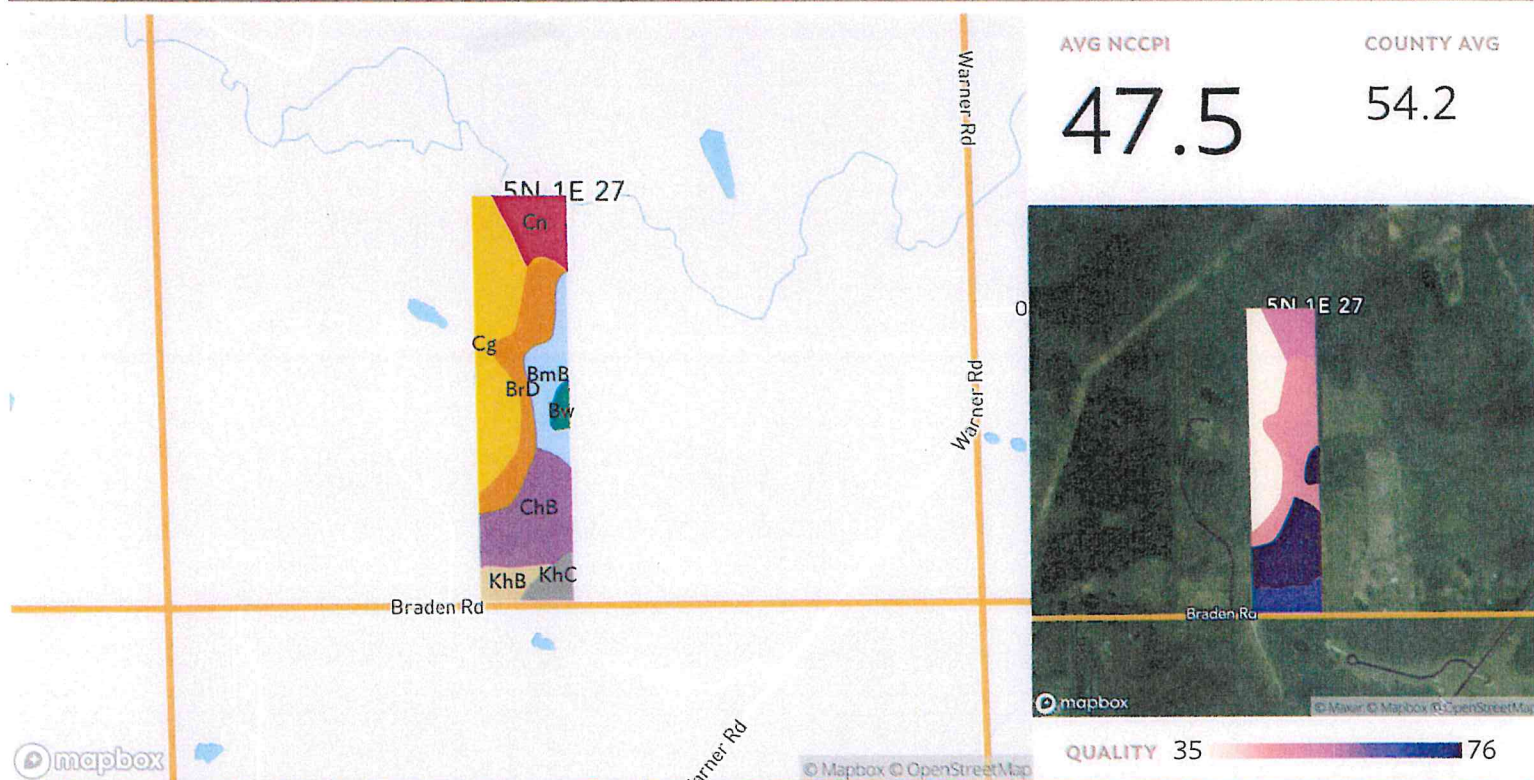 Warner Rd
5N 1E 27
Cn
Cg
BmB
BrD
Bw
ChB
KhB KhC
Braden Rd
Warner Rd
mapbox
© Mapbox © OpenStreetMap
AVG NCCPI
47.5
COUNTY AVG
54.2
5N 1E 27
Braden Rd
mapbox
© Maxar © Mapbox © OpenStreetMap
QUALITY 35 76